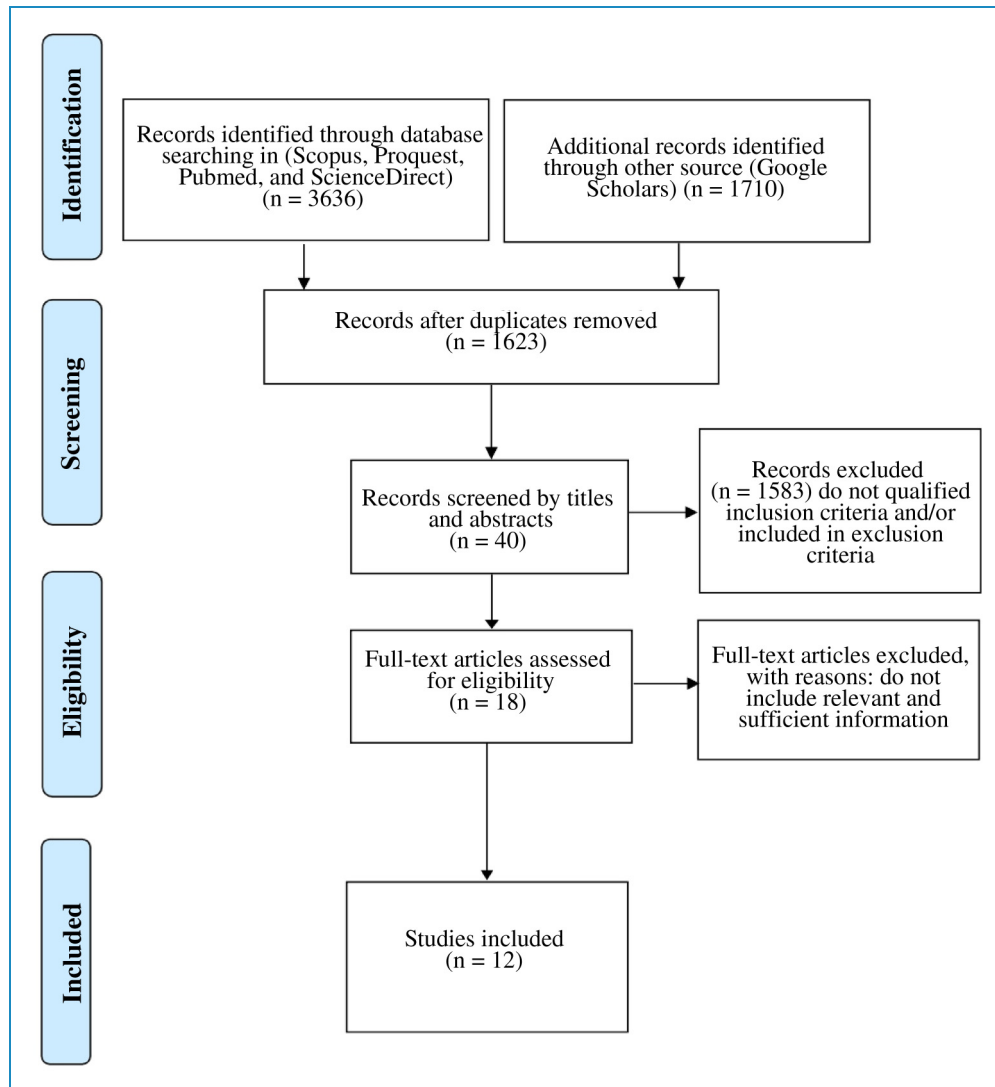 Identification
Records identified through database
searching in (Scopus, Proquest,
Pubmed, and ScienceDirect)
(n = 3636)
Additional records identified
through other source (Google
Scholars) (n = 1710)
Screening
Records after duplicates removed
(n = 1623)
Records screened by titles
and abstracts
(n = 40)
Records excluded
(n = 1583) do not qualified
inclusion criteria and/or
included in exclusion
criteria
Eligibility
Full-text articles assessed
for eligibility
(n = 18)
Full-text articles excluded,
with reasons: do not
include relevant and
sufficient information
Included
Studies included
(n = 12)